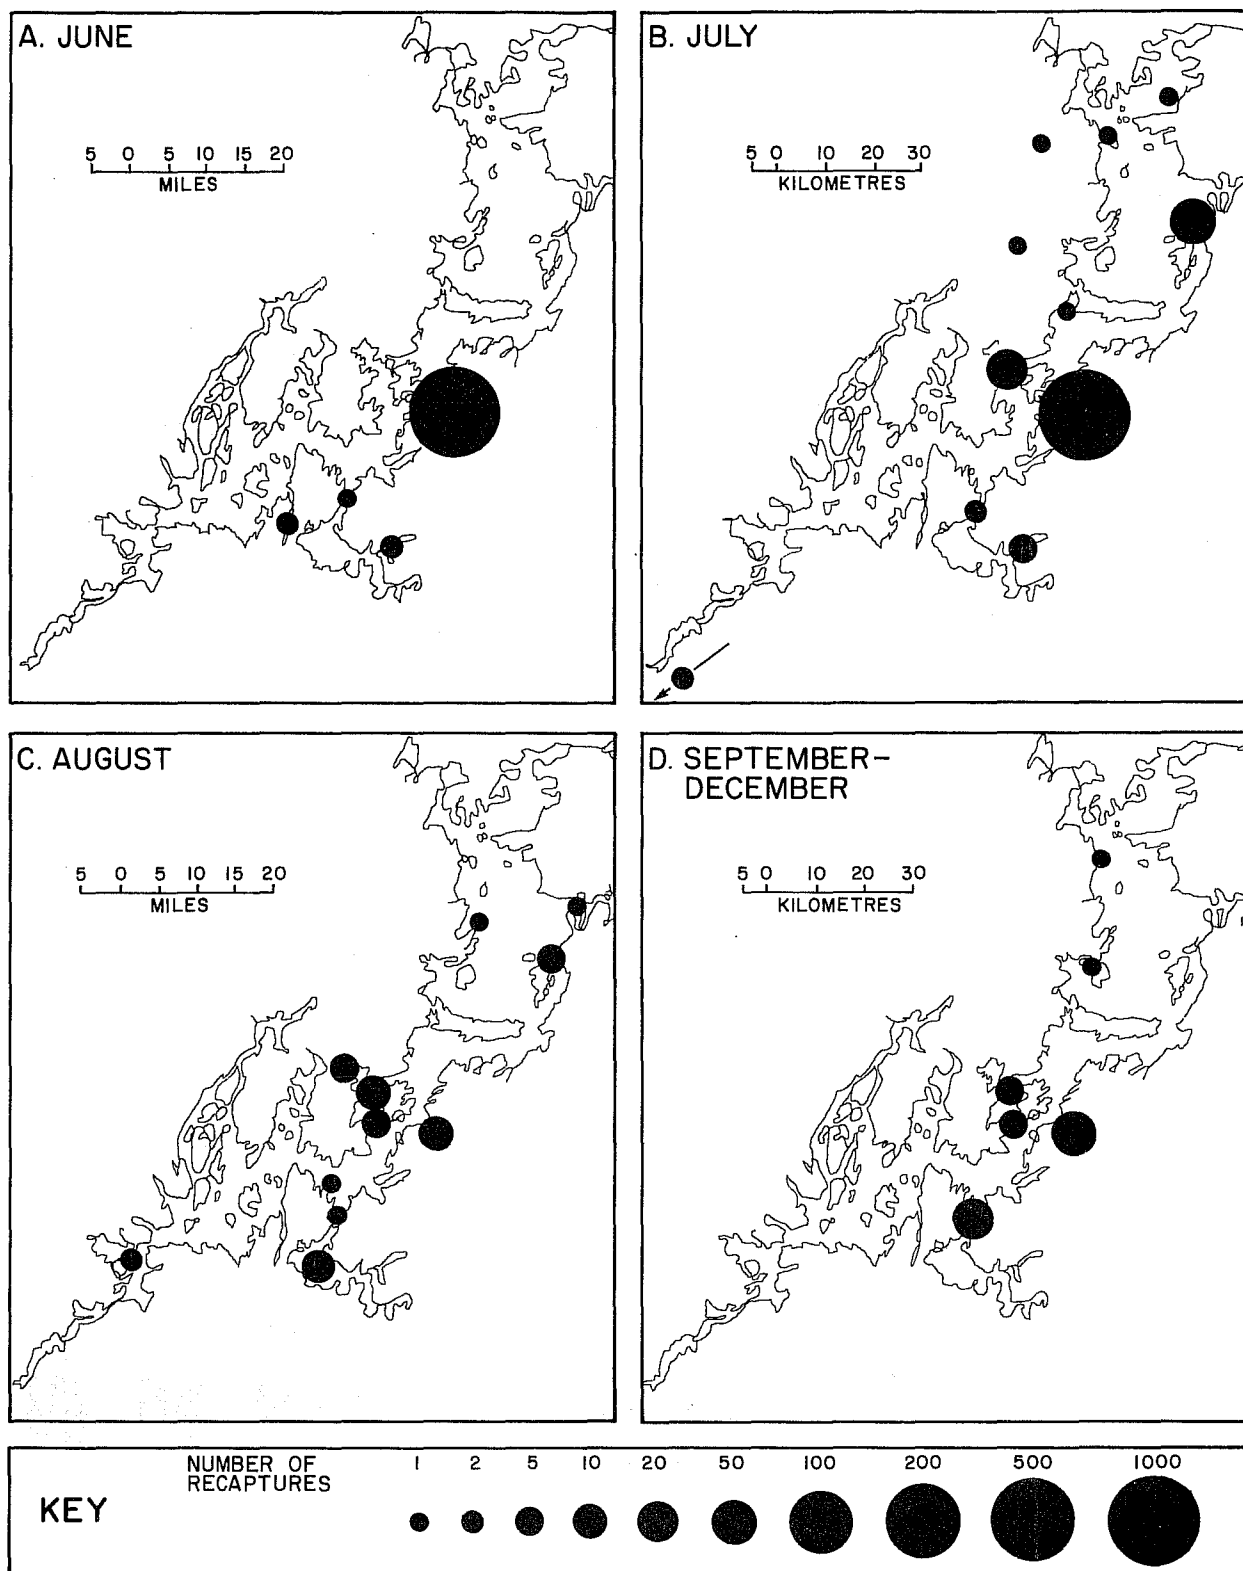 A. JUNE
5 0 5 10 15 20
MILES
B. JULY
5 0 10 20 30
KILOMETRES
C. AUGUST
5 0 5 10 15 20
MILES
D. SEPTEMBER–
DECEMBER
5 0 10 20 30
KILOMETRES
KEY
NUMBER OF
RECAPTURES
1 2 5 10 20 50 100 200 500 1000